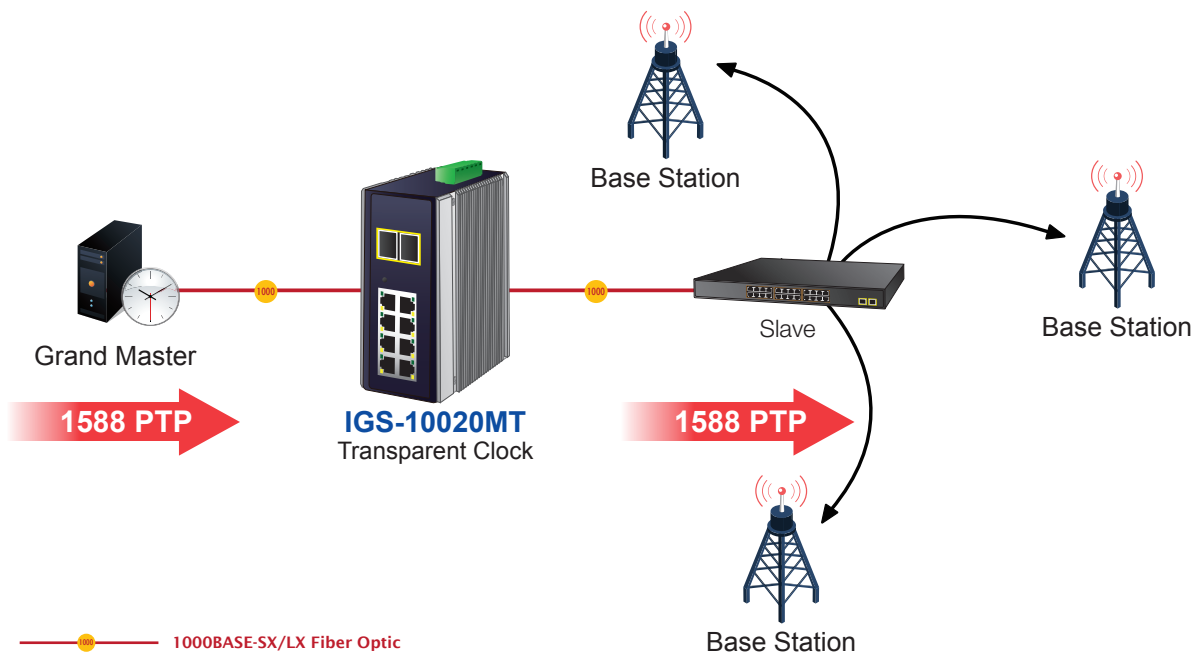 Base Station
Base Station
1000
1000
Slave
Grand Master
1588 PTP
IGS-10020MT
Transparent Clock
1588 PTP
Base Station
1000
1000BASE-SX/LX Fiber Optic